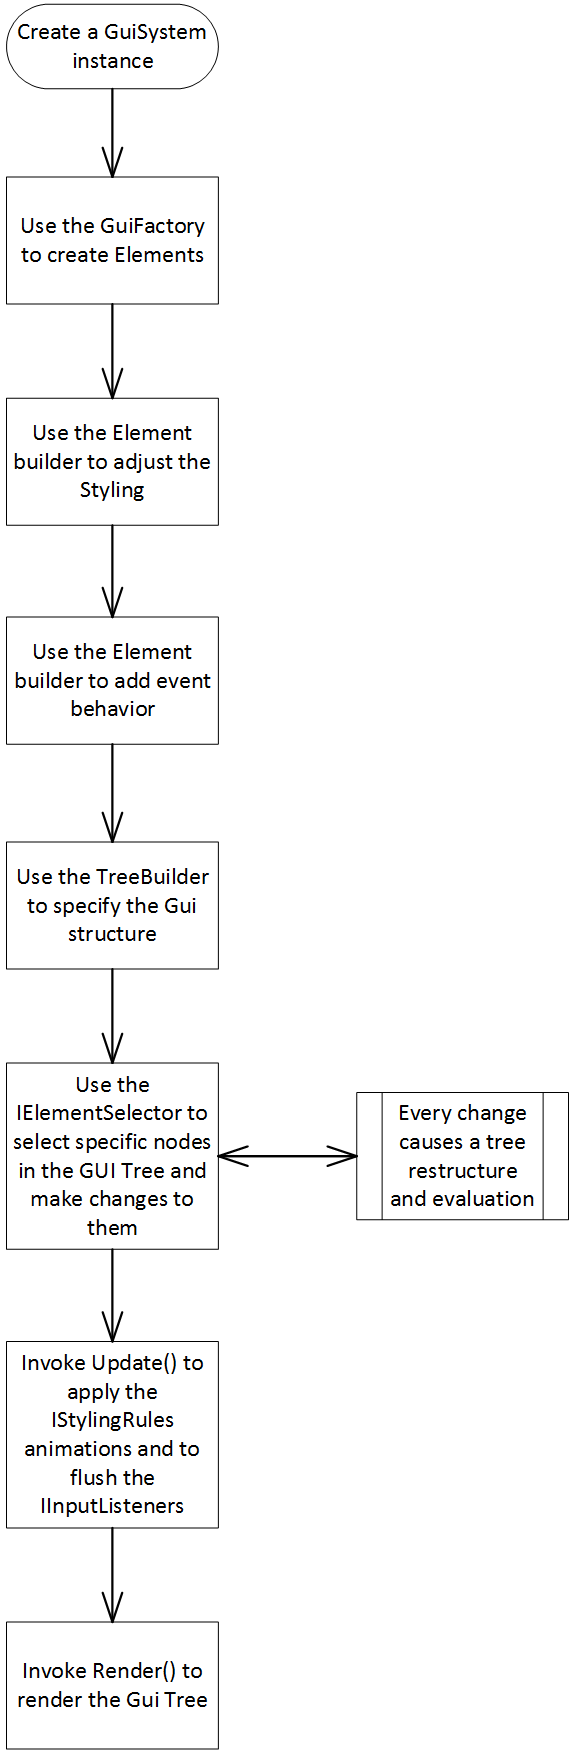 Create a GuiSystem
instance
Use the GuiFactory
to create Elements
Use the Element
builder to adjust the
Styling
Use the Element
builder to add event
behavior
Use the TreeBuilder
to specify the Gui
structure
Use the
IElementSelector to
select specific nodes
in the GUI Tree and
make changes to
them
Every change
causes a tree
restructure
and evaluation
Invoke Update() to
apply the
IStylingRules
animations and to
flush the
IInputListeners
Invoke Render() to
render the Gui Tree